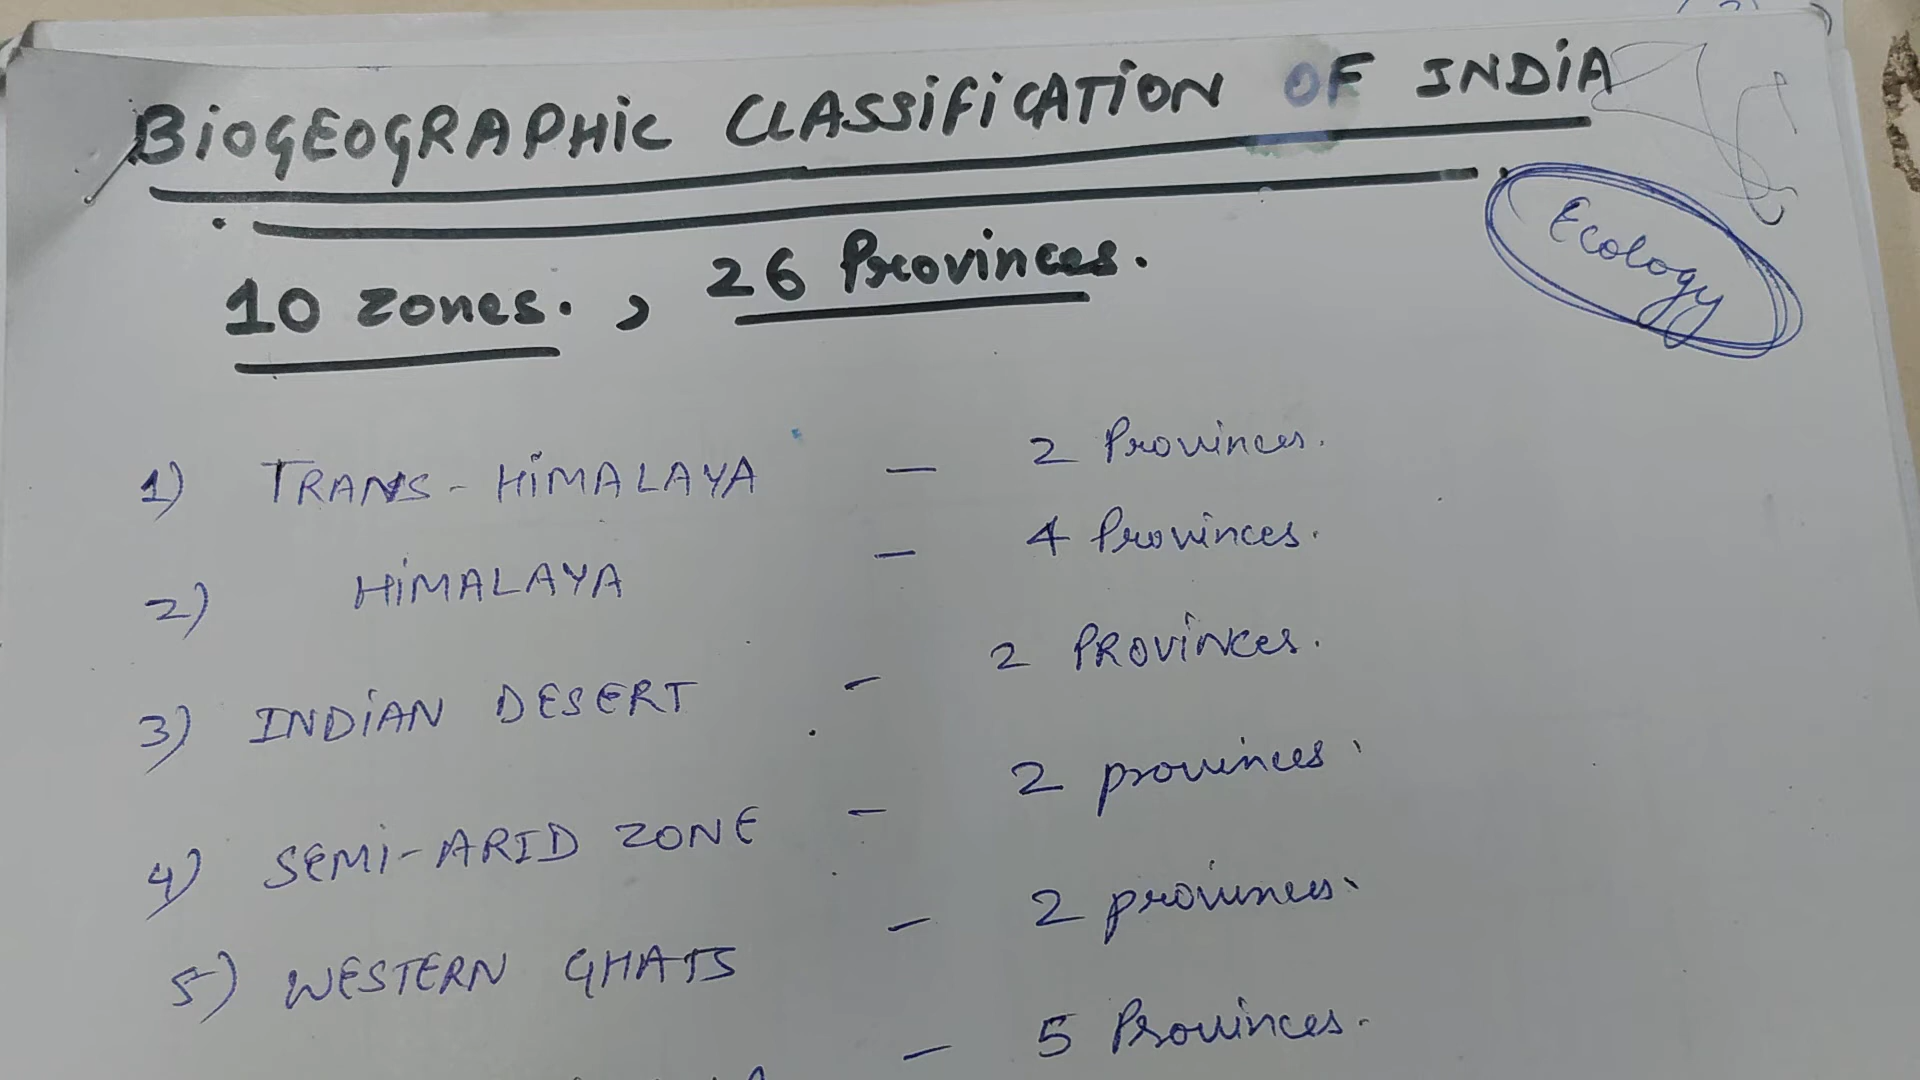 BIOGEOGRAPHIC CLASSIFICATION OF INDIA
Ecology
10 zones. , 26 Provinces.
1) TRANS-HIMALAYA — 2 Provinces.
2) HIMALAYA — 4 Provinces.
3) INDIAN DESERT - 2 PROVINCES.
4) SEMI-ARID ZONE - 2 provinces.
5) WESTERN GHATS - 2 provinces.
— 5 Provinces.